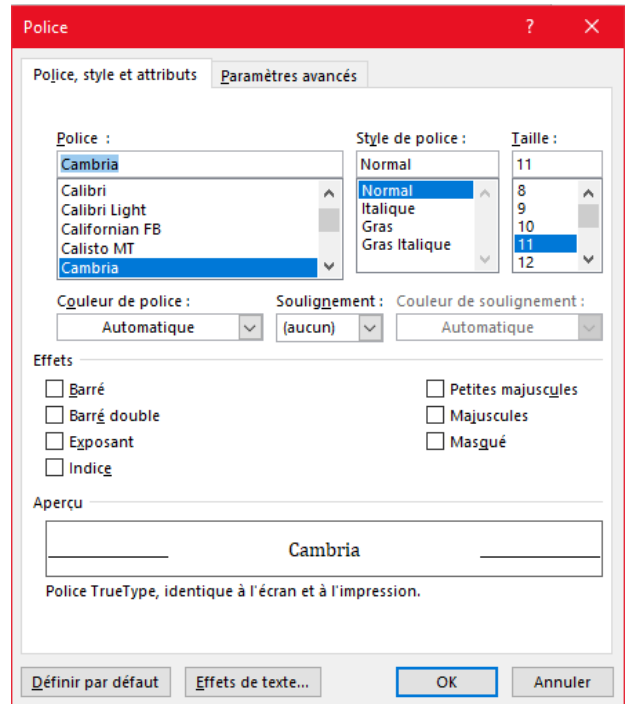 Police ?
Police, style et attributs Paramètres avancés
Police : Style de police : Taille :
Cambria Normal 11
Calibri Normal 8
Calibri Light Italique 9
Californian FB Gras 10
Calisto MT Gras Italique 11
Cambria 12
Couleur de police : Soulignement : Couleur de soulignement :
Automatique (aucun) Automatique
Effets
Barré Petites majuscules
Barré double Majuscules
Exposant Masqué
Indice
Aperçu
Cambria
Police TrueType, identique à l'écran et à l'impression.
Définir par défaut Effets de texte... OK Annuler